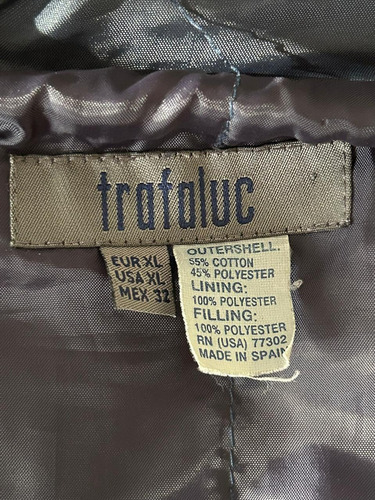 trafaluc
EUR XL
USA XL
MEX 32
OUTERSHELL:
55% COTTON
45% POLYESTER
LINING:
100% POLYESTER
FILLING:
100% POLYESTER
RN (USA) 77302
MADE IN SPAIN